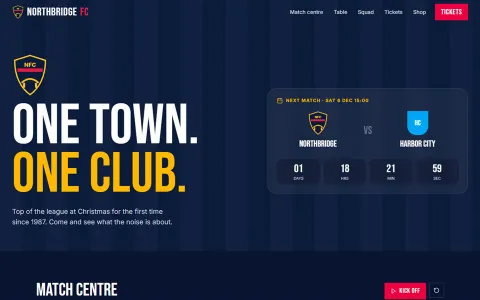 NORTHBRIDGE FC
Match centre
Table
Squad
Tickets
Shop
TICKETS
NFC
ONE TOWN.
ONE CLUB.
Top of the league at Christmas for the first time
since 1987. Come and see what the noise is about.
NEXT MATCH · SAT 6 DEC 15:00
NFC
NORTHBRIDGE
VS
HC
HARBOR CITY
01
DAYS
18
HRS
21
MIN
59
SEC
MATCH CENTRE
KICK OFF